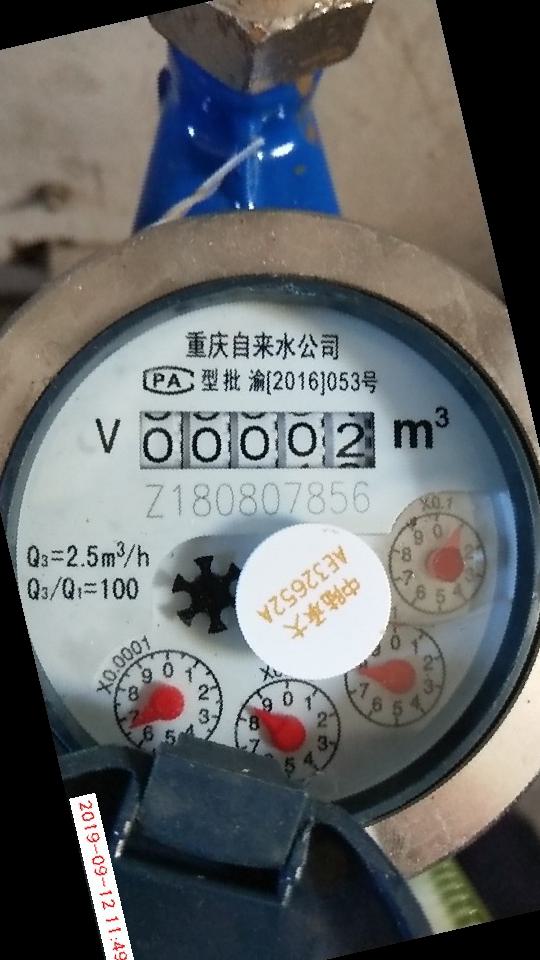 重庆自来水公司
PA 型批 渝[2016]053号
V 00002 m³
Z180807856
Q₃=2.5m³/h
Q₃/Q₁=100
中陆承大
AE32652A
X0.1
X0.0001
2019-09-12 11:49